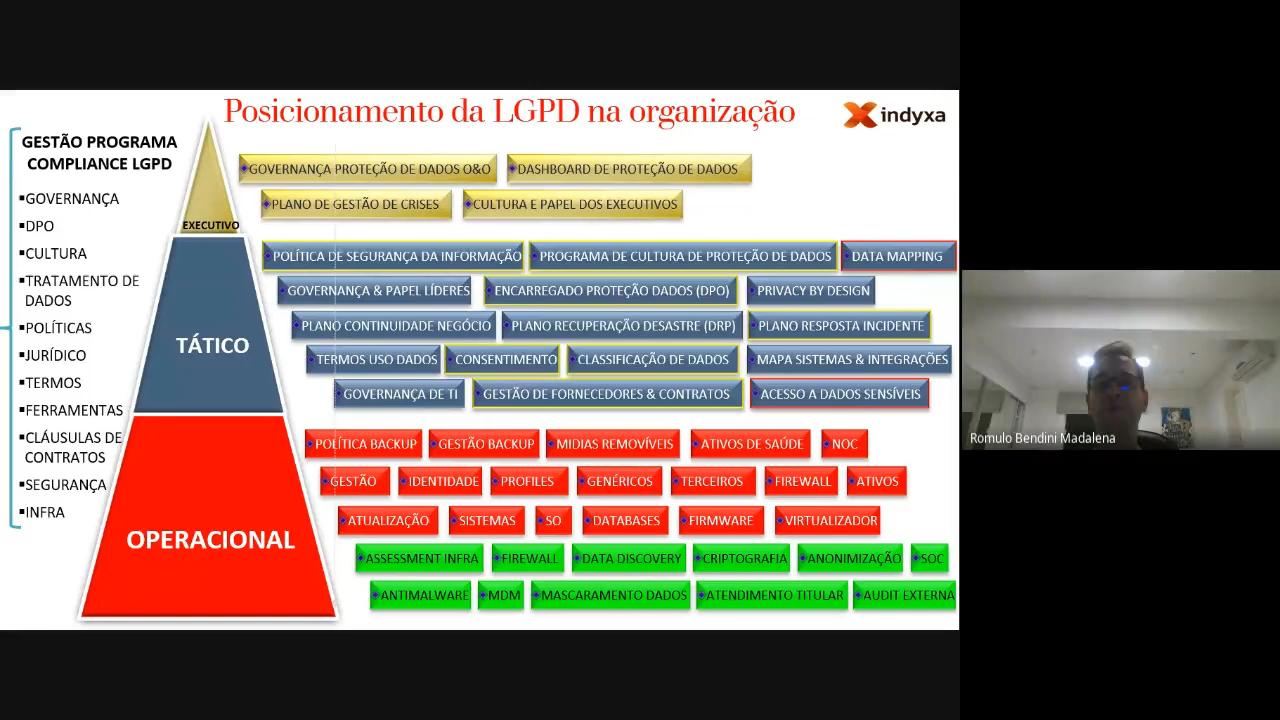 Posicionamento da LGPD na organização
indyxa
GESTÃO PROGRAMA
COMPLIANCE LGPD
▪GOVERNANÇA
▪DPO
▪CULTURA
▪TRATAMENTO DE
DADOS
▪POLÍTICAS
▪JURÍDICO
▪TERMOS
▪FERRAMENTAS
▪CLÁUSULAS DE
CONTRATOS
▪SEGURANÇA
▪INFRA
EXECUTIVO
GOVERNANÇA PROTEÇÃO DE DADOS O&O DASHBOARD DE PROTEÇÃO DE DADOS
PLANO DE GESTÃO DE CRISES CULTURA E PAPEL DOS EXECUTIVOS
TÁTICO
POLÍTICA DE SEGURANÇA DA INFORMAÇÃO PROGRAMA DE CULTURA DE PROTEÇÃO DE DADOS DATA MAPPING
GOVERNANÇA & PAPEL LÍDERES ENCARREGADO PROTEÇÃO DADOS (DPO) PRIVACY BY DESIGN
PLANO CONTINUIDADE NEGÓCIO PLANO RECUPERAÇÃO DESASTRE (DRP) PLANO RESPOSTA INCIDENTE
TERMOS USO DADOS CONSENTIMENTO CLASSIFICAÇÃO DE DADOS MAPA SISTEMAS & INTEGRAÇÕES
GOVERNANÇA DE TI GESTÃO DE FORNECEDORES & CONTRATOS ACESSO A DADOS SENSÍVEIS
OPERACIONAL
POLÍTICA BACKUP GESTÃO BACKUP MIDIAS REMOVÍVEIS ATIVOS DE SAÚDE NOC
GESTÃO IDENTIDADE PROFILES GENÉRICOS TERCEIROS FIREWALL ATIVOS
ATUALIZAÇÃO SISTEMAS SO DATABASES FIRMWARE VIRTUALIZADOR
ASSESSMENT INFRA FIREWALL DATA DISCOVERY CRIPTOGRAFIA ANONIMIZAÇÃO SOC
ANTIMALWARE MDM MASCARAMENTO DADOS ATENDIMENTO TITULAR AUDIT EXTERNA
Romulo Bendini Madalena